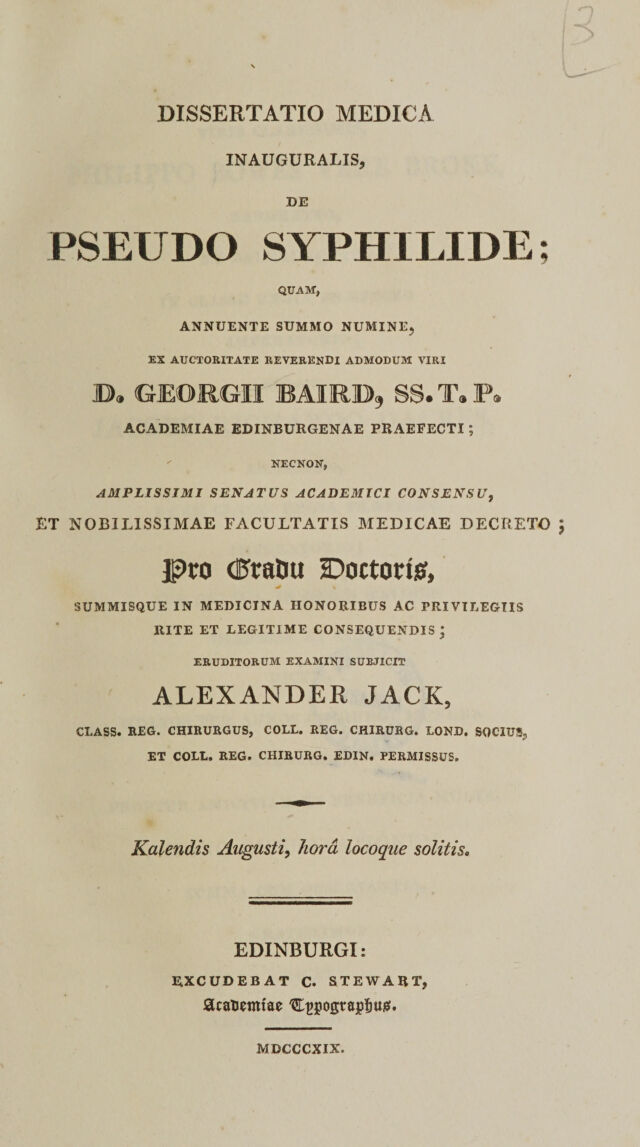 3
DISSERTATIO MEDICA
INAUGURALIS,
DE
PSEUDO SYPHILIDE;
QUAM,
ANNUENTE SUMMO NUMINE,
EX AUCTORITATE REVERENDI ADMODUM VIRI
D. GEORGII BAIRD, SS. T. P.
ACADEMIAE EDINBURGENAE PRAEFECTI;
NECNON,
AMPLISSIMI SENATUS ACADEMICI CONSENSU,
ET NOBILISSIMAE FACULTATIS MEDICAE DECRETO;
Pro Gradu Doctoris,
SUMMISQUE IN MEDICINA HONORIBUS AC PRIVILEGIIS
RITE ET LEGITIME CONSEQUENDIS;
ERUDITORUM EXAMINI SUBJICIT
ALEXANDER JACK,
CLASS. REG. CHIRURGUS, COLL. REG. CHIRURG. LOND. SOCIUS,
ET COLL. REG. CHIRURG. EDIN. PERMISSUS.
Kalendis Augusti, horâ locoque solitis.
EDINBURGI:
EXCUDEBAT C. STEWART,
Academiae Typographus.
MDCCCXIX.